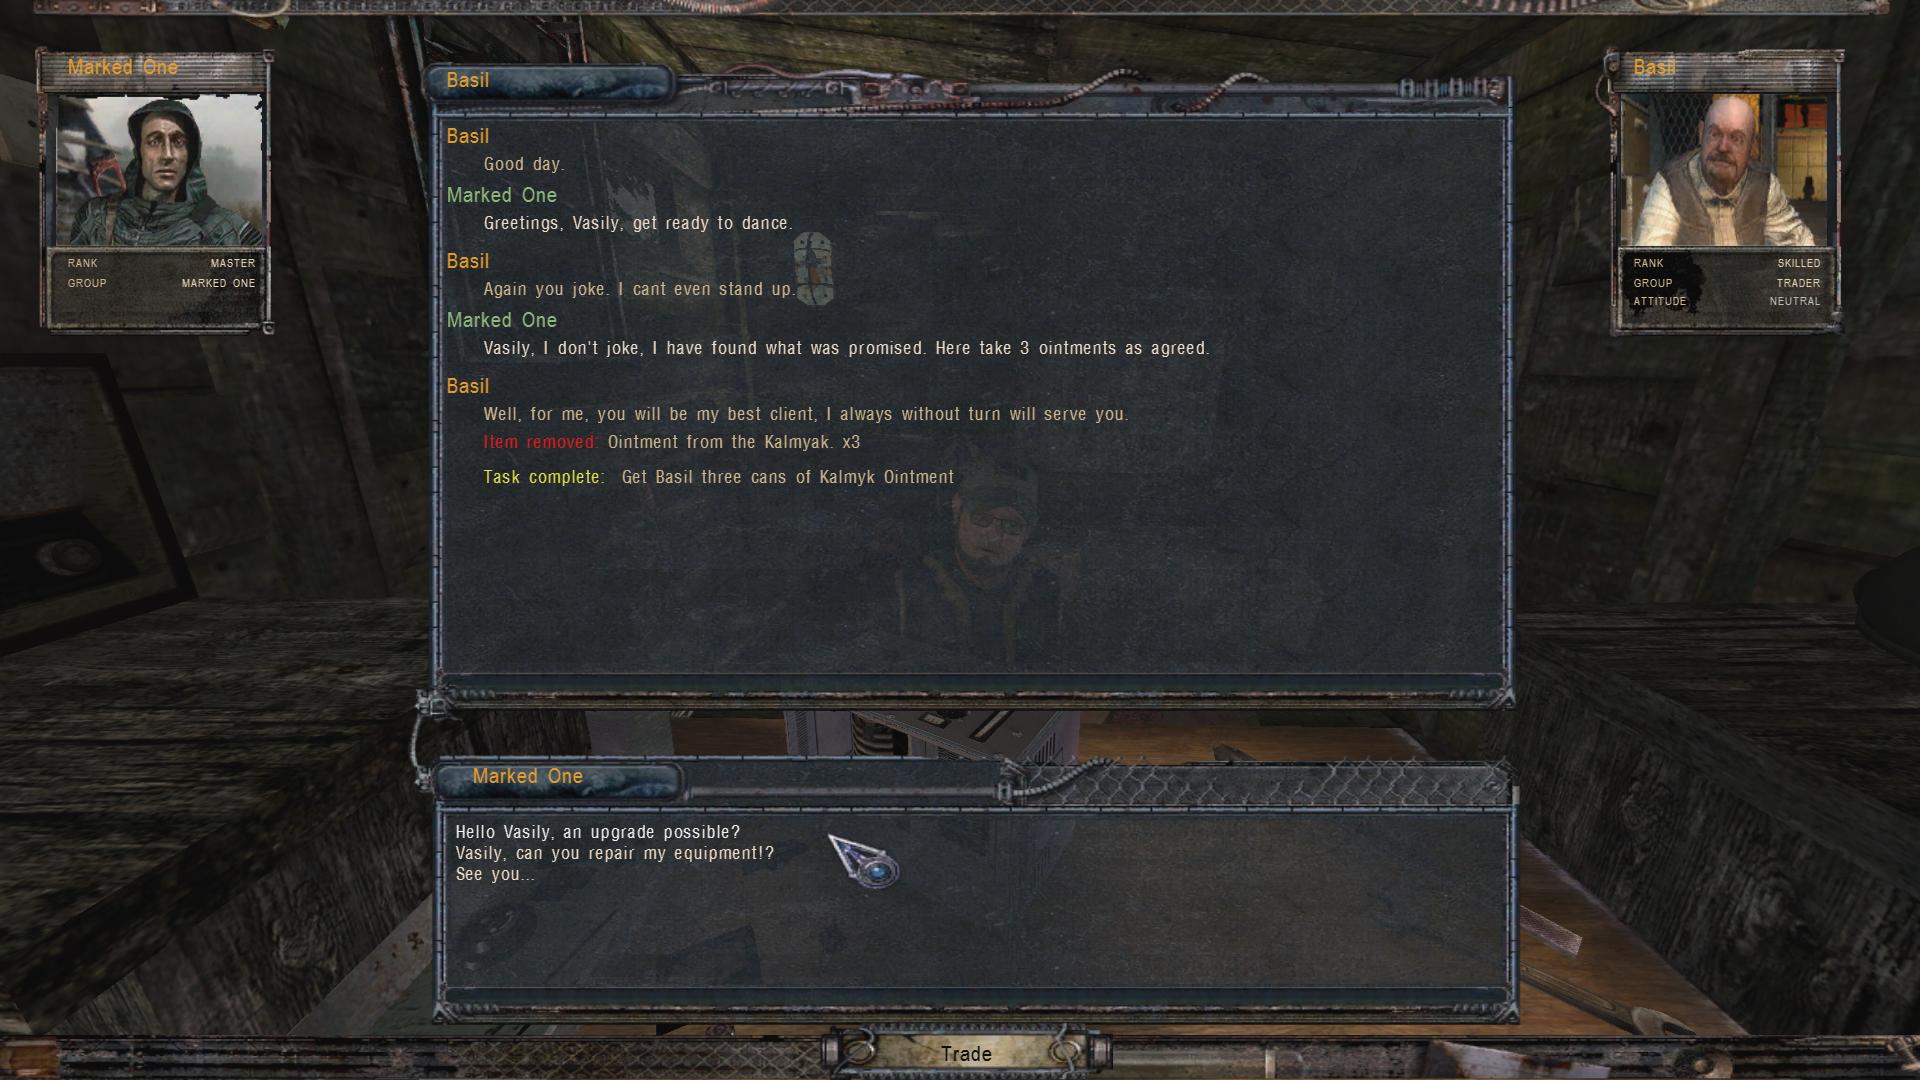 Marked One
RANK MASTER
GROUP MARKED ONE
Basil
Basil
Good day.
Marked One
Greetings, Vasily, get ready to dance.
Basil
Again you joke. I cant even stand up.
Marked One
Vasily, I don't joke, I have found what was promised. Here take 3 ointments as agreed.
Basil
Well, for me, you will be my best client, I always without turn will serve you.
Item removed: Ointment from the Kalmyak. x3
Task complete: Get Basil three cans of Kalmyk Ointment
Basil
RANK SKILLED
GROUP TRADER
ATTITUDE NEUTRAL
Marked One
Hello Vasily, an upgrade possible?
Vasily, can you repair my equipment!?
See you...
Trade